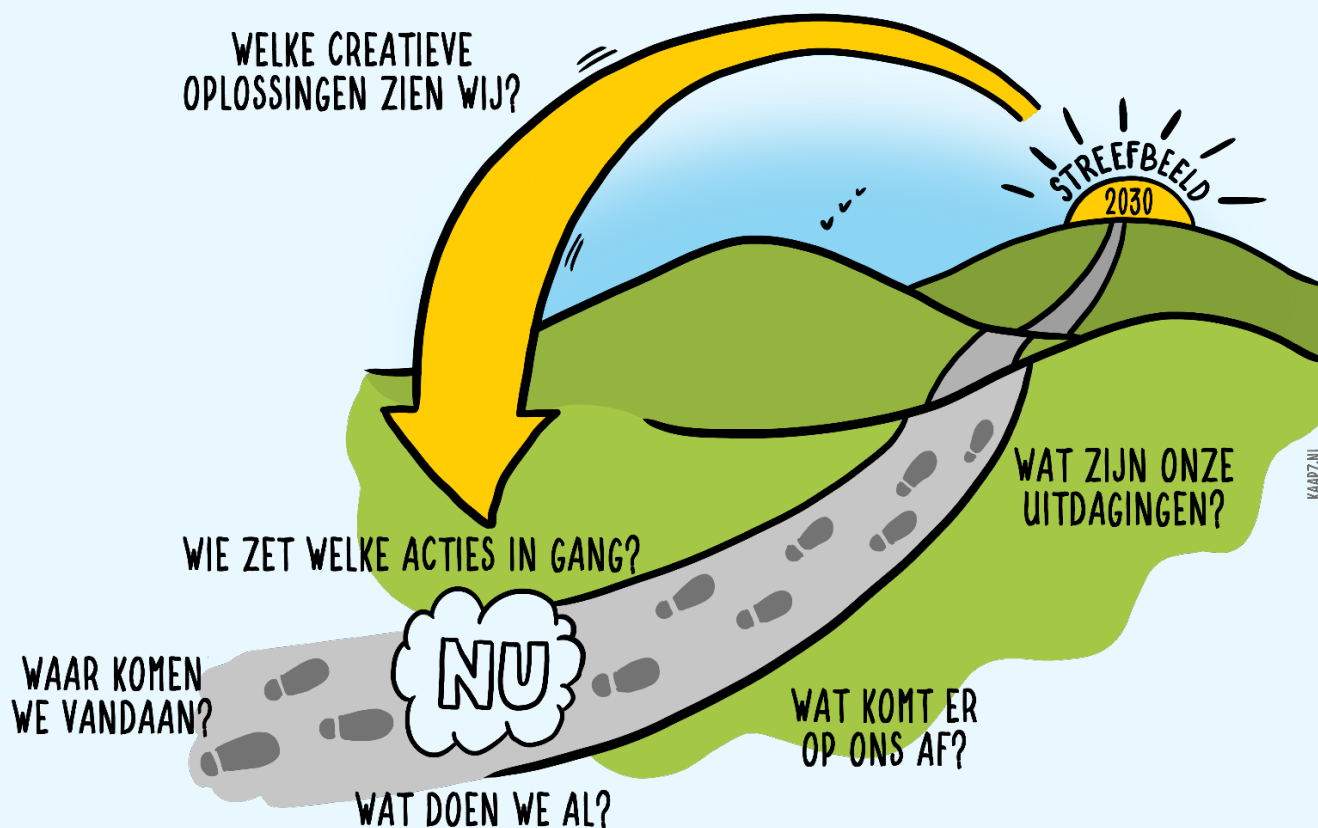 WELKE CREATIEVE
OPLOSSINGEN ZIEN WIJ?
STREEFBEELD
2030
WAT ZIJN ONZE
UITDAGINGEN?
KAAPZ.NL
WIE ZET WELKE ACTIES IN GANG?
NU
WAAR KOMEN
WE VANDAAN?
WAT KOMT ER
OP ONS AF?
WAT DOEN WE AL?